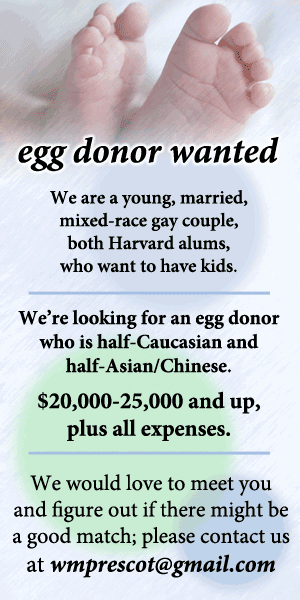 egg donor wanted
We are a young, married,
mixed-race gay couple,
both Harvard alums,
who want to have kids.
We're looking for an egg donor
who is half-Caucasian and
half-Asian/Chinese.
$20,000-25,000 and up,
plus all expenses.
We would love to meet you
and figure out if there might be
a good match; please contact us
at wmprescot@gmail.com